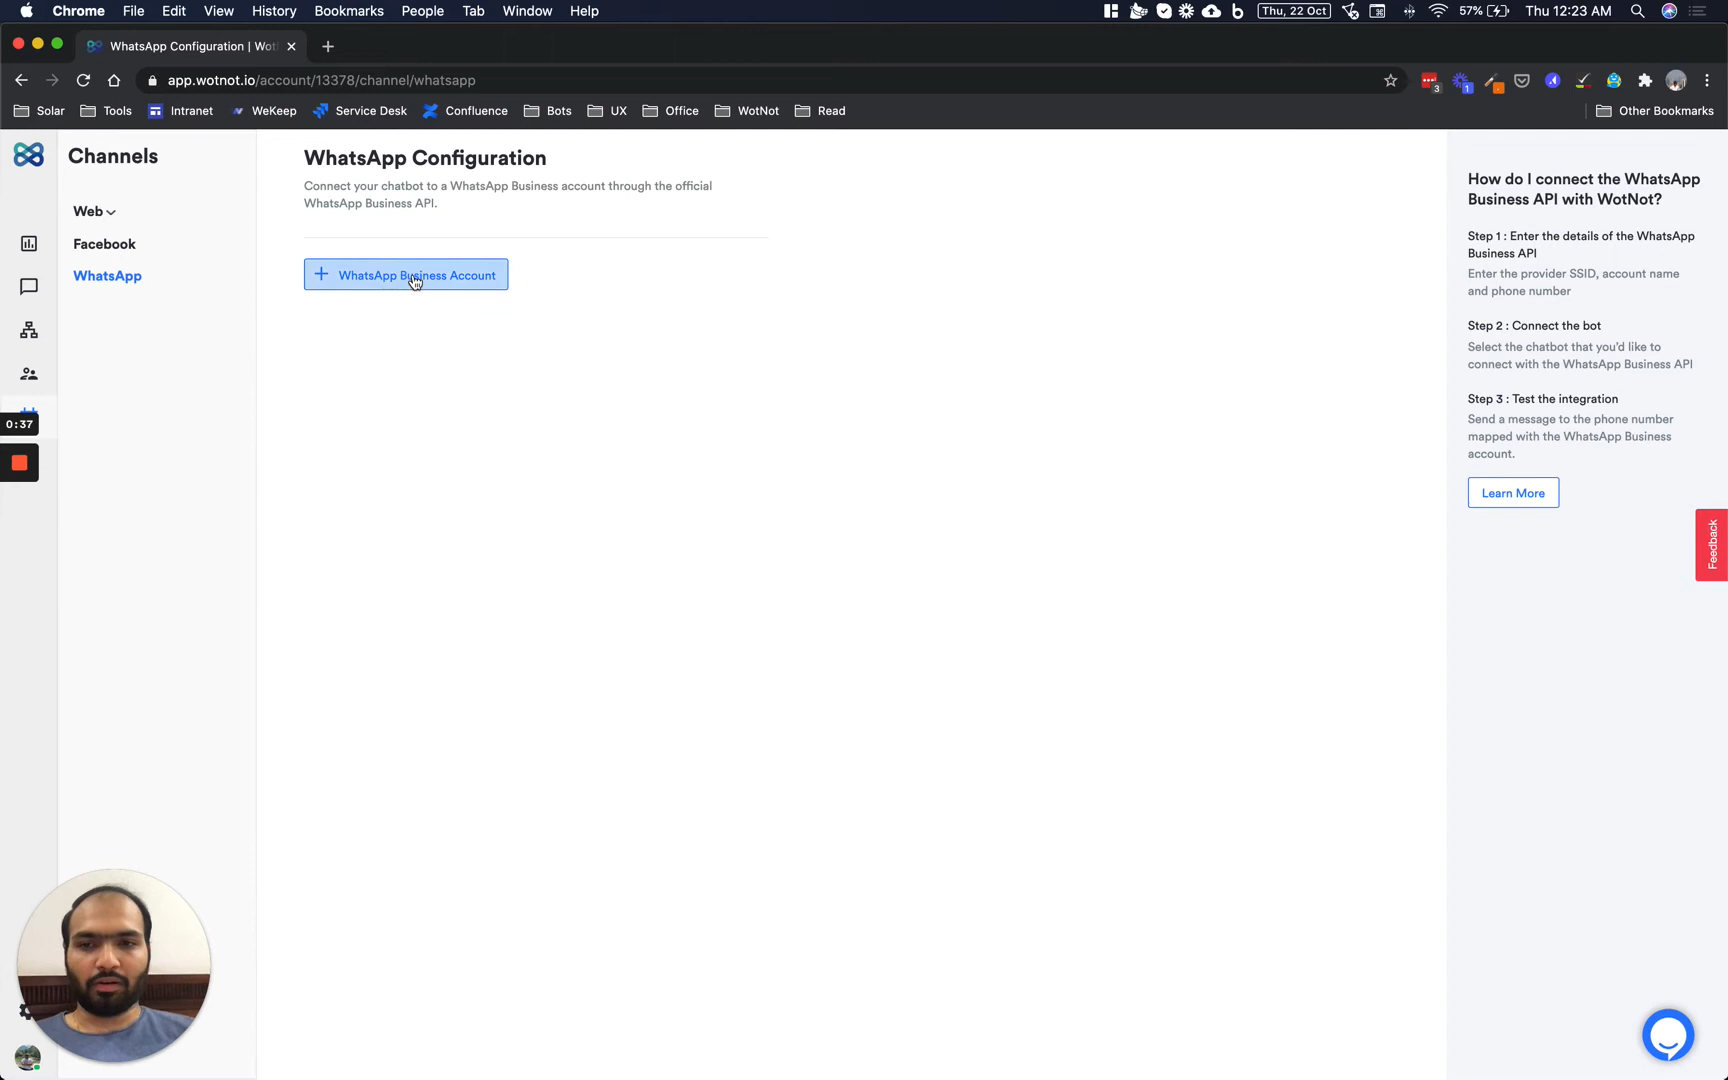 Chrome File Edit View History Bookmarks People Tab Window Help
Thu, 22 Oct 57% Thu 12:23 AM
WhatsApp Configuration | Wot
app.wotnot.io/account/13378/channel/whatsapp
3 1
Solar Tools Intranet WeKeep Service Desk Confluence Bots UX Office WotNot Read Other Bookmarks
Channels
Web
Facebook
WhatsApp
0:37
WhatsApp Configuration
Connect your chatbot to a WhatsApp Business account through the official
WhatsApp Business API.
+ WhatsApp Business Account
How do I connect the WhatsApp
Business API with WotNot?
Step 1 : Enter the details of the WhatsApp
Business API
Enter the provider SSID, account name
and phone number
Step 2 : Connect the bot
Select the chatbot that you'd like to
connect with the WhatsApp Business API
Step 3 : Test the integration
Send a message to the phone number
mapped with the WhatsApp Business
account.
Learn More
Feedback